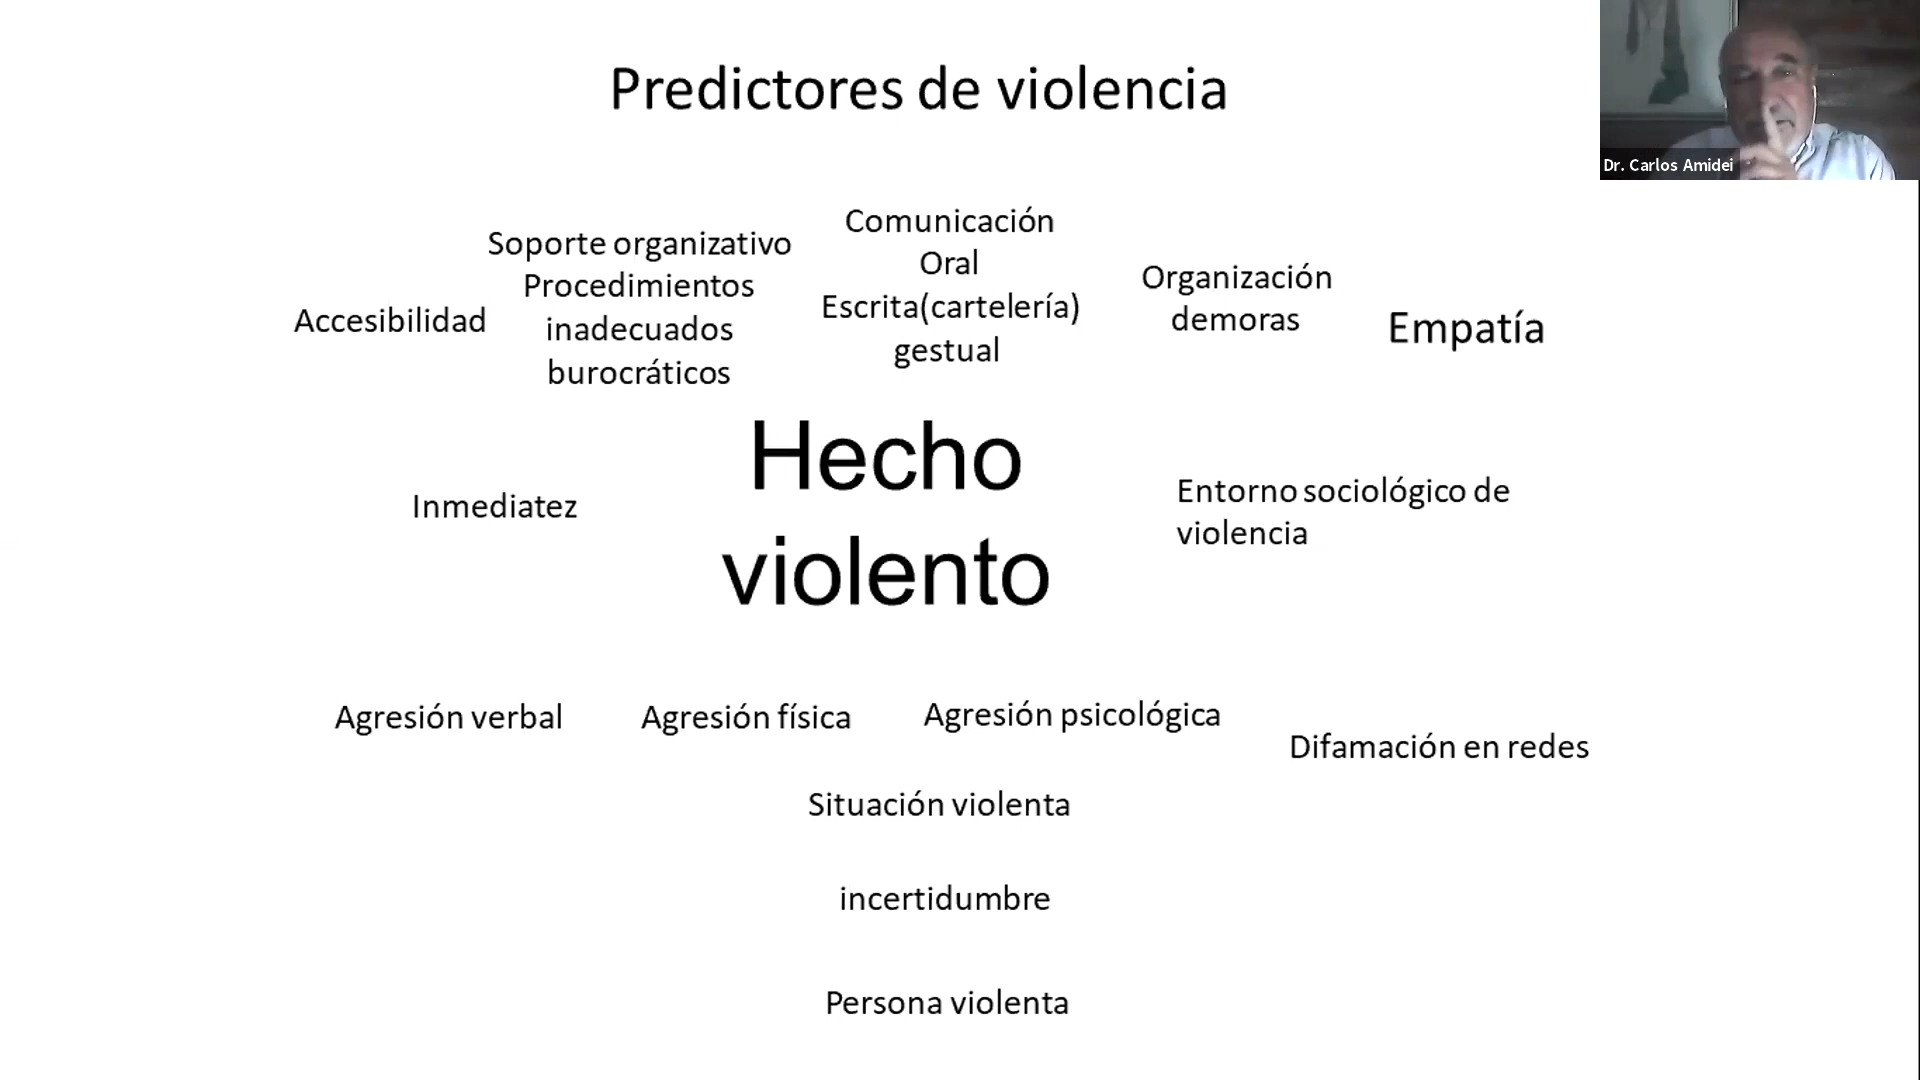 Predictores de violencia
Dr. Carlos Amidei
Accesibilidad
Soporte organizativo
Procedimientos
inadecuados
burocráticos
Comunicación
Oral
Escrita(cartelería)
gestual
Organización
demoras
Empatía
Inmediatez
Hecho
violento
Entorno sociológico de
violencia
Agresión verbal
Agresión física
Agresión psicológica
Difamación en redes
Situación violenta
incertidumbre
Persona violenta